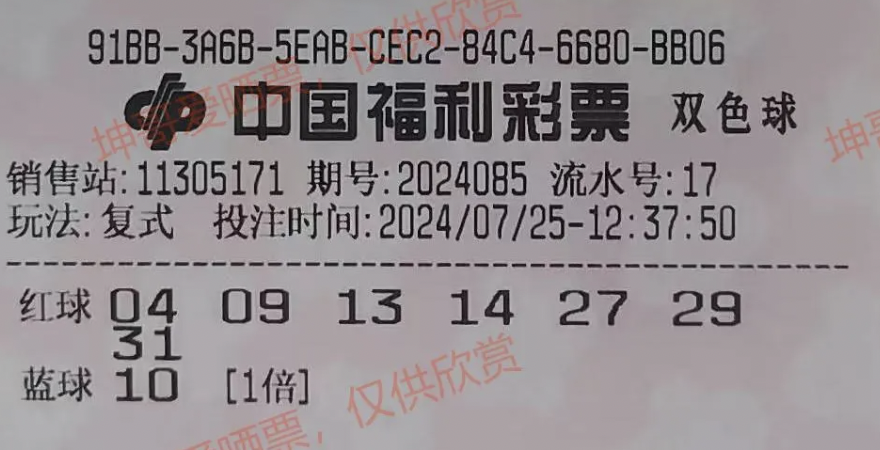 91BB-3A6B-5EAB-CEC2-84C4-6680-BB06
中国福利彩票 双色球
销售站:11305171 期号:2024085 流水号:17
玩法:复式 投注时间:2024/07/25-12:37:50
红球 04 09 13 14 27 29
31
蓝球 10 [1倍]
坤哥爱晒票，仅供欣赏
坤哥
爱晒票，仅供欣赏